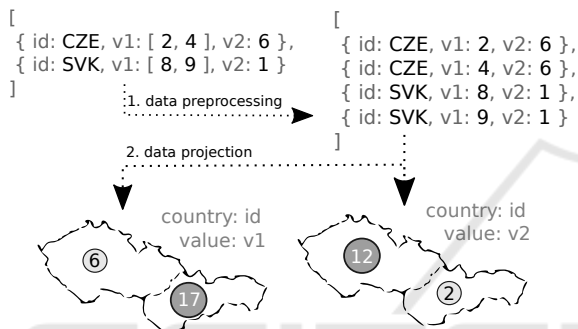 [
{ id: CZE, v1: [ 2, 4 ], v2: 6 },
{ id: SVK, v1: [ 8, 9 ], v2: 1 }
]
[
{ id: CZE, v1: 2, v2: 6 },
{ id: CZE, v1: 4, v2: 6 },
{ id: SVK, v1: 8, v2: 1 },
{ id: SVK, v1: 9, v2: 1 }
]
1. data preprocessing
2. data projection
country: id
value: v1
6
17
country: id
value: v2
12
2